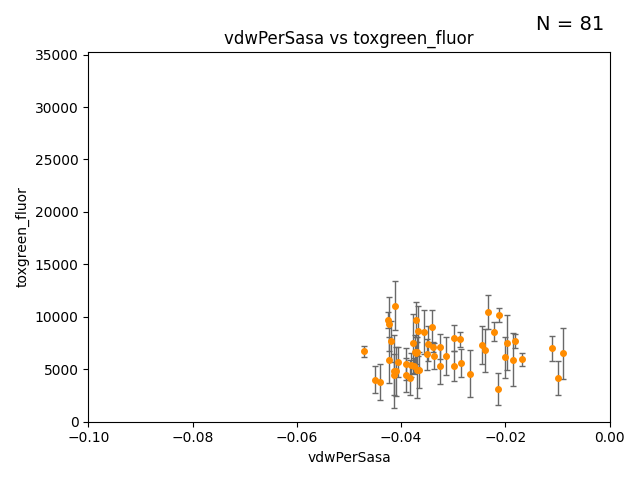 N = 81
vdwPerSasa vs toxgreen_fluor
35000
30000
25000
20000
15000
10000
5000
0
toxgreen_fluor
−0.10 −0.08 −0.06 −0.04 −0.02 0.00
vdwPerSasa